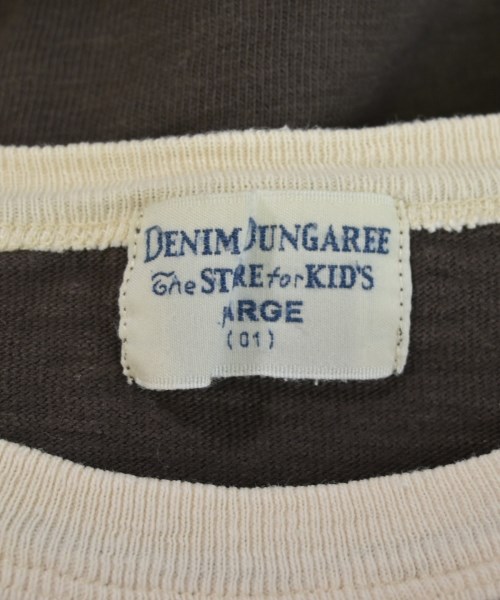 DENIM DUNGAREE
The STRE for KID'S
ARGE
(01)